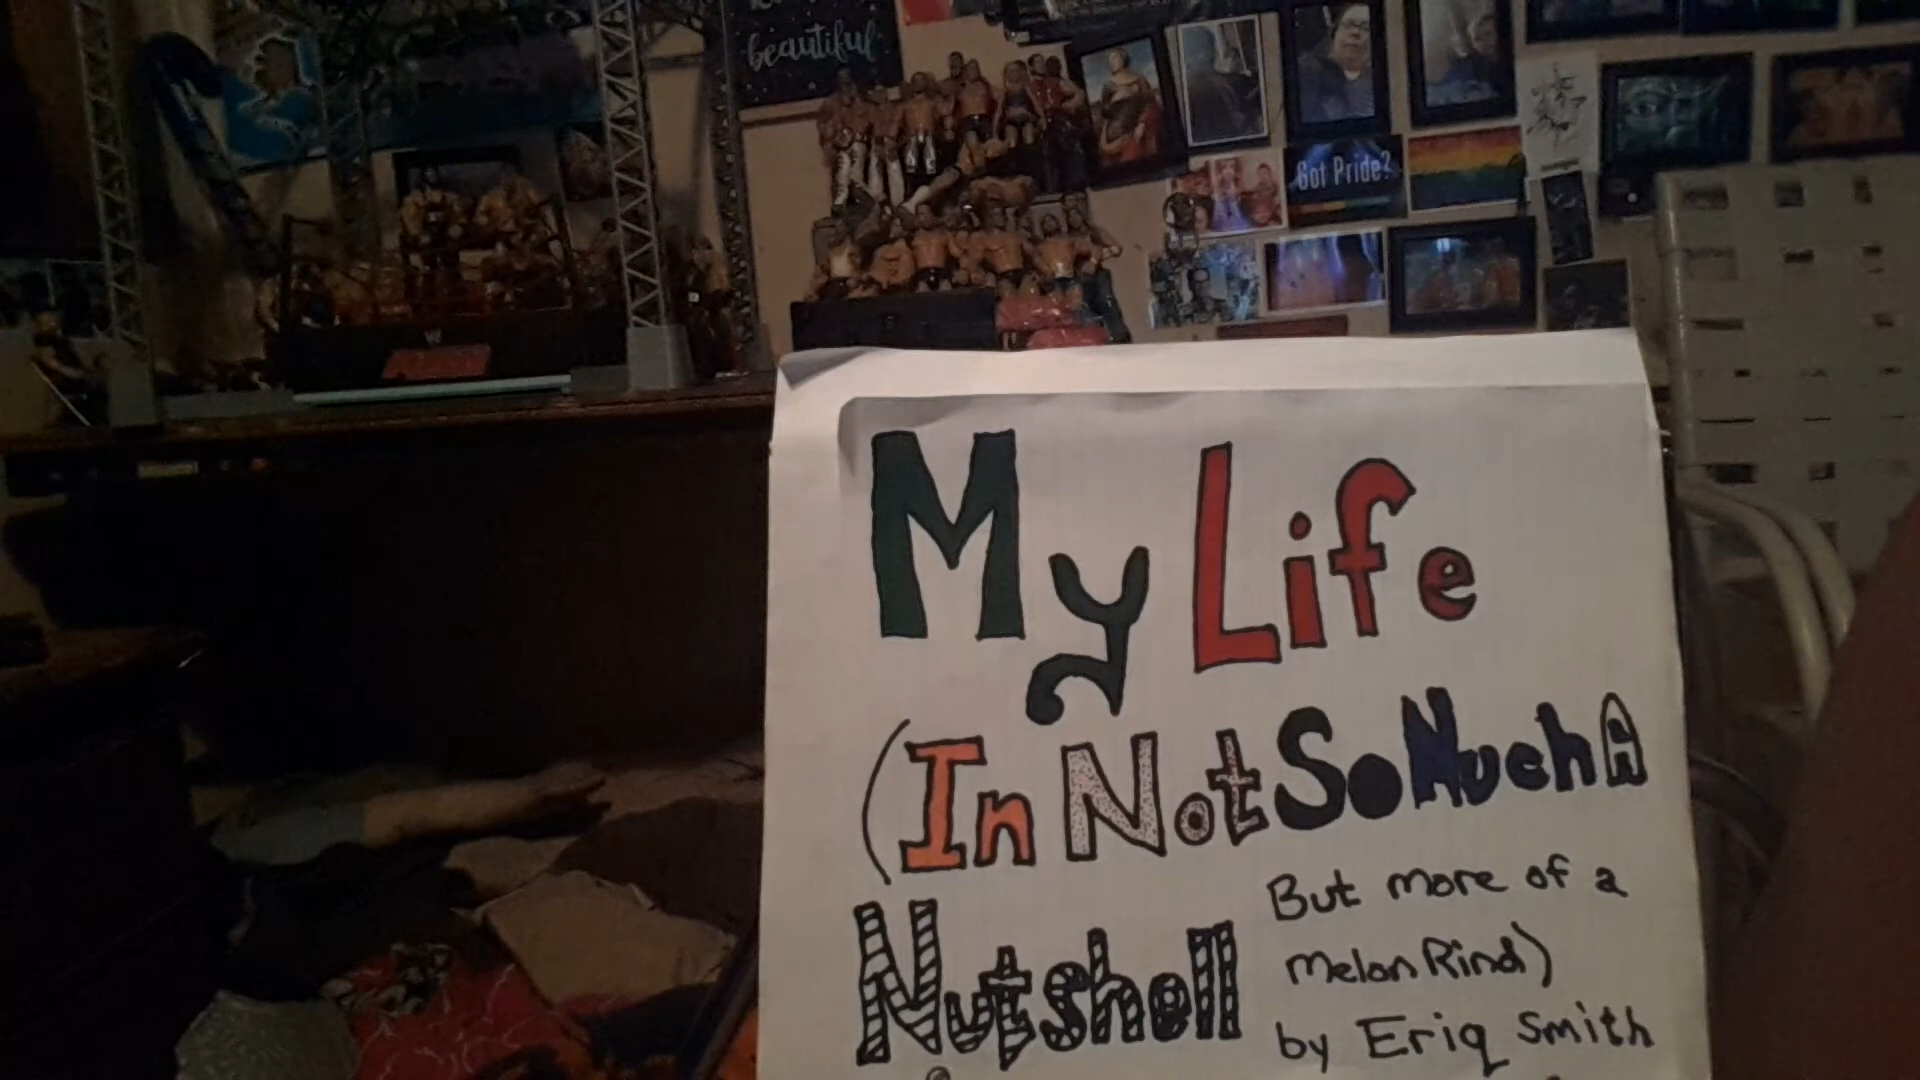 beautiful
Got Pride?
My Life
(In Not So Much A
Nutshell
But more of a
Melon Rind)
by Eriq Smith